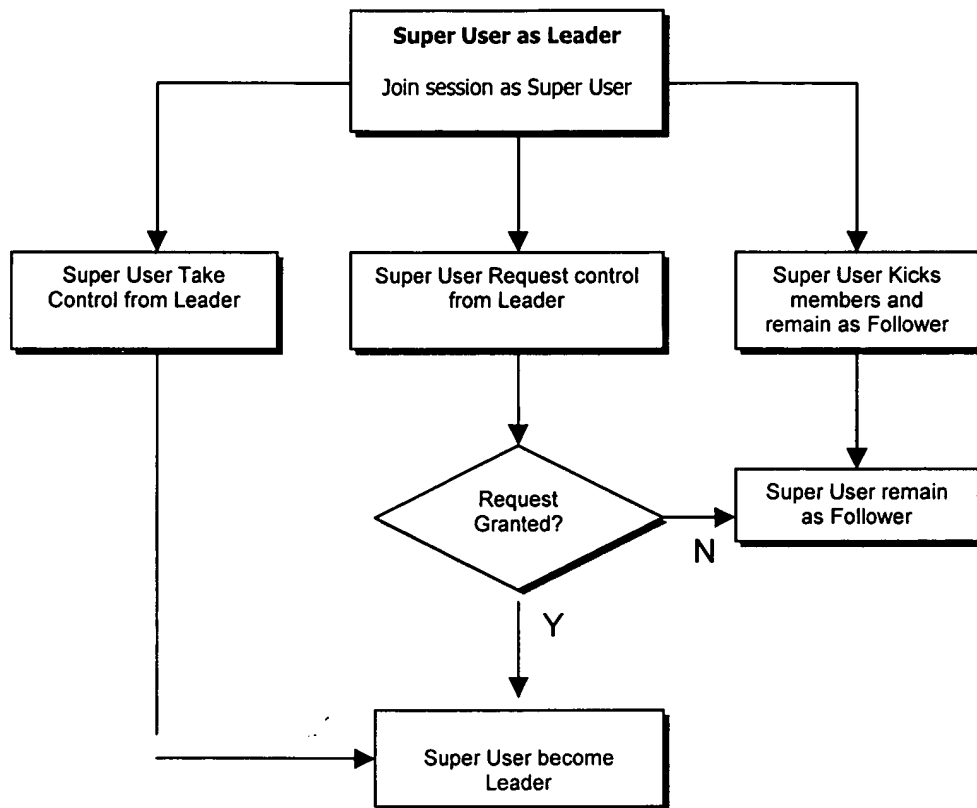 Super User as Leader
Join session as Super User
Super User Take
Control from Leader
Super User Request control
from Leader
Super User Kicks
members and
remain as Follower
Request
Granted?
N
Super User remain
as Follower
Y
Super User become
Leader